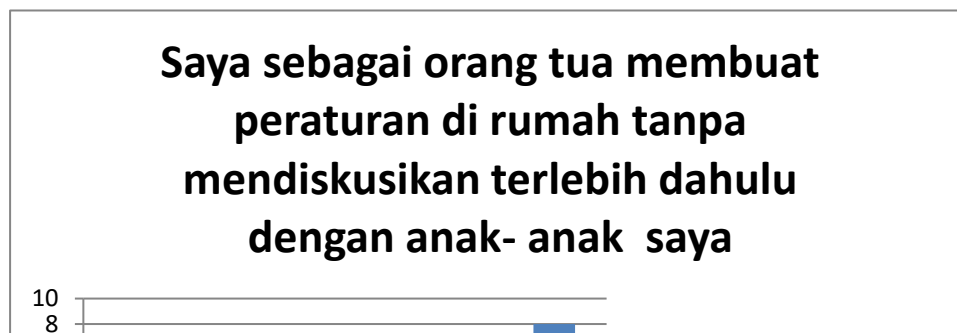 Saya sebagai orang tua membuat
peraturan di rumah tanpa
mendiskusikan terlebih dahulu
dengan anak- anak  saya
10
8